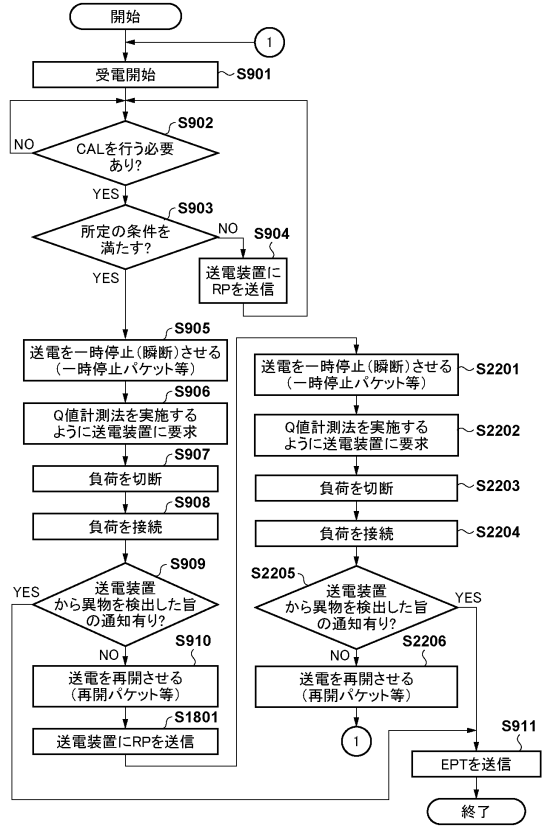 開始
1
受電開始
S901
S902
NO
CALを行う必要
あり?
YES
S903
所定の条件を
満たす?
NO
YES
S904
送電装置に
RPを送信
S905
送電を一時停止(瞬断)させる
(一時停止パケット等)
S906
Q値計測法を実施する
ように送電装置に要求
S907
負荷を切断
S908
負荷を接続
S909
YES
送電装置
から異物を検出した旨
の通知有り?
NO
S910
送電を再開させる
(再開パケット等)
S1801
送電装置にRPを送信
送電を一時停止(瞬断)させる
(一時停止パケット等)
S2201
Q値計測法を実施する
ように送電装置に要求
S2202
負荷を切断
S2203
負荷を接続
S2204
S2205
送電装置
から異物を検出した旨
の通知有り?
YES
NO
S2206
送電を再開させる
(再開パケット等)
1
S911
EPTを送信
終了